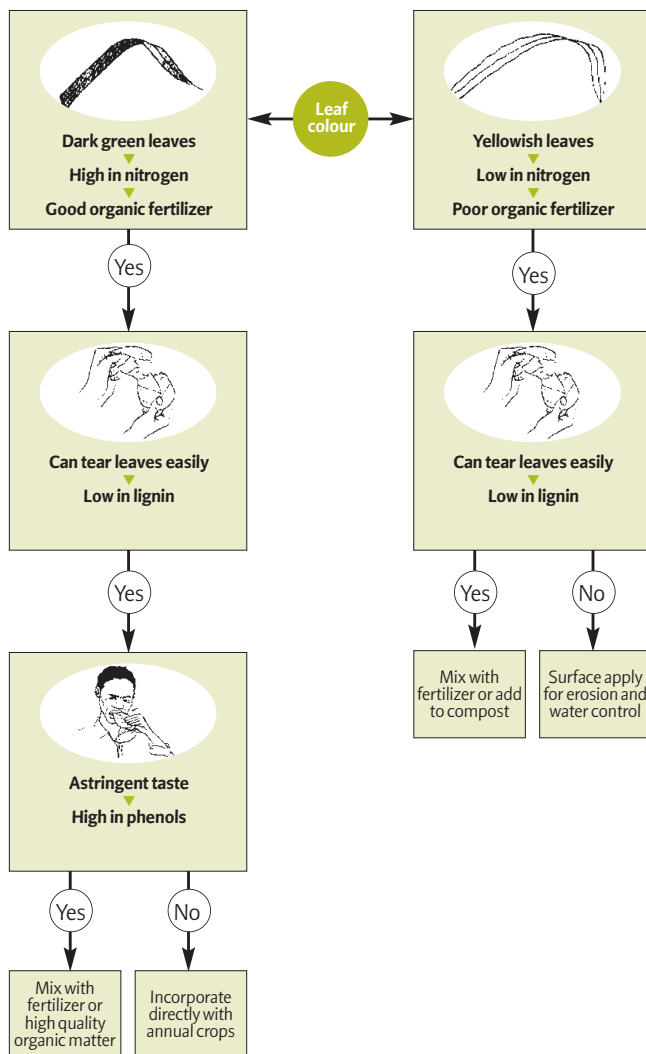 Leaf
colour
Dark green leaves
High in nitrogen
Good organic fertilizer
Yes
Can tear leaves easily
Low in lignin
Yes
Astringent taste
High in phenols
Yes
No
Mix with
fertilizer or
high quality
organic matter
Incorporate
directly with
annual crops
Yellowish leaves
Low in nitrogen
Poor organic fertilizer
Yes
Can tear leaves easily
Low in lignin
Yes
No
Mix with
fertilizer or add
to compost
Surface apply
for erosion and
water control